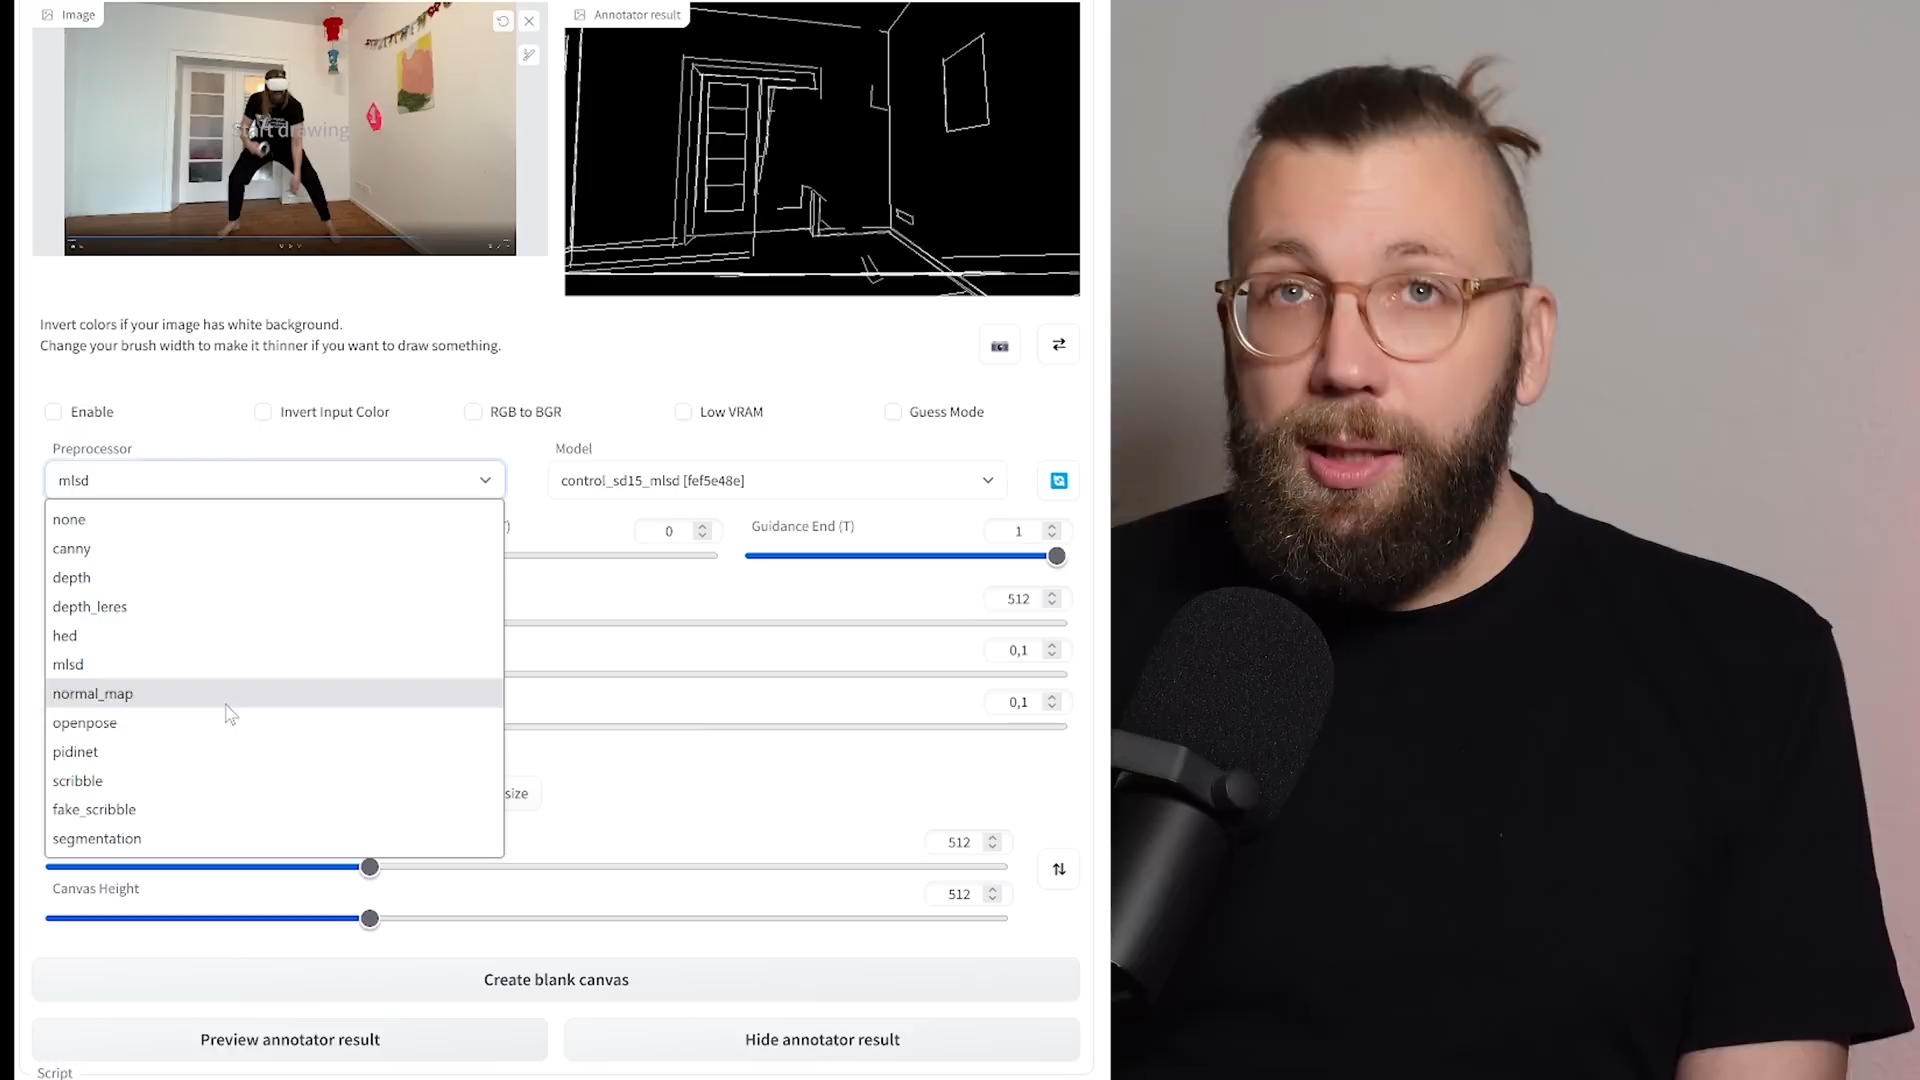 Image
Annotator result
Start drawing
Invert colors if your image has white background.
Change your brush width to make it thinner if you want to draw something.
Enable
Invert Input Color
RGB to BGR
Low VRAM
Guess Mode
Preprocessor
Model
mlsd
control_sd15_mlsd [fef5e48e]
none
)
0
Guidance End (T)
1
canny
depth
depth_leres
512
hed
0,1
mlsd
normal_map
0,1
openpose
pidinet
scribble
size
fake_scribble
segmentation
512
Canvas Height
512
Create blank canvas
Preview annotator result
Hide annotator result
Script